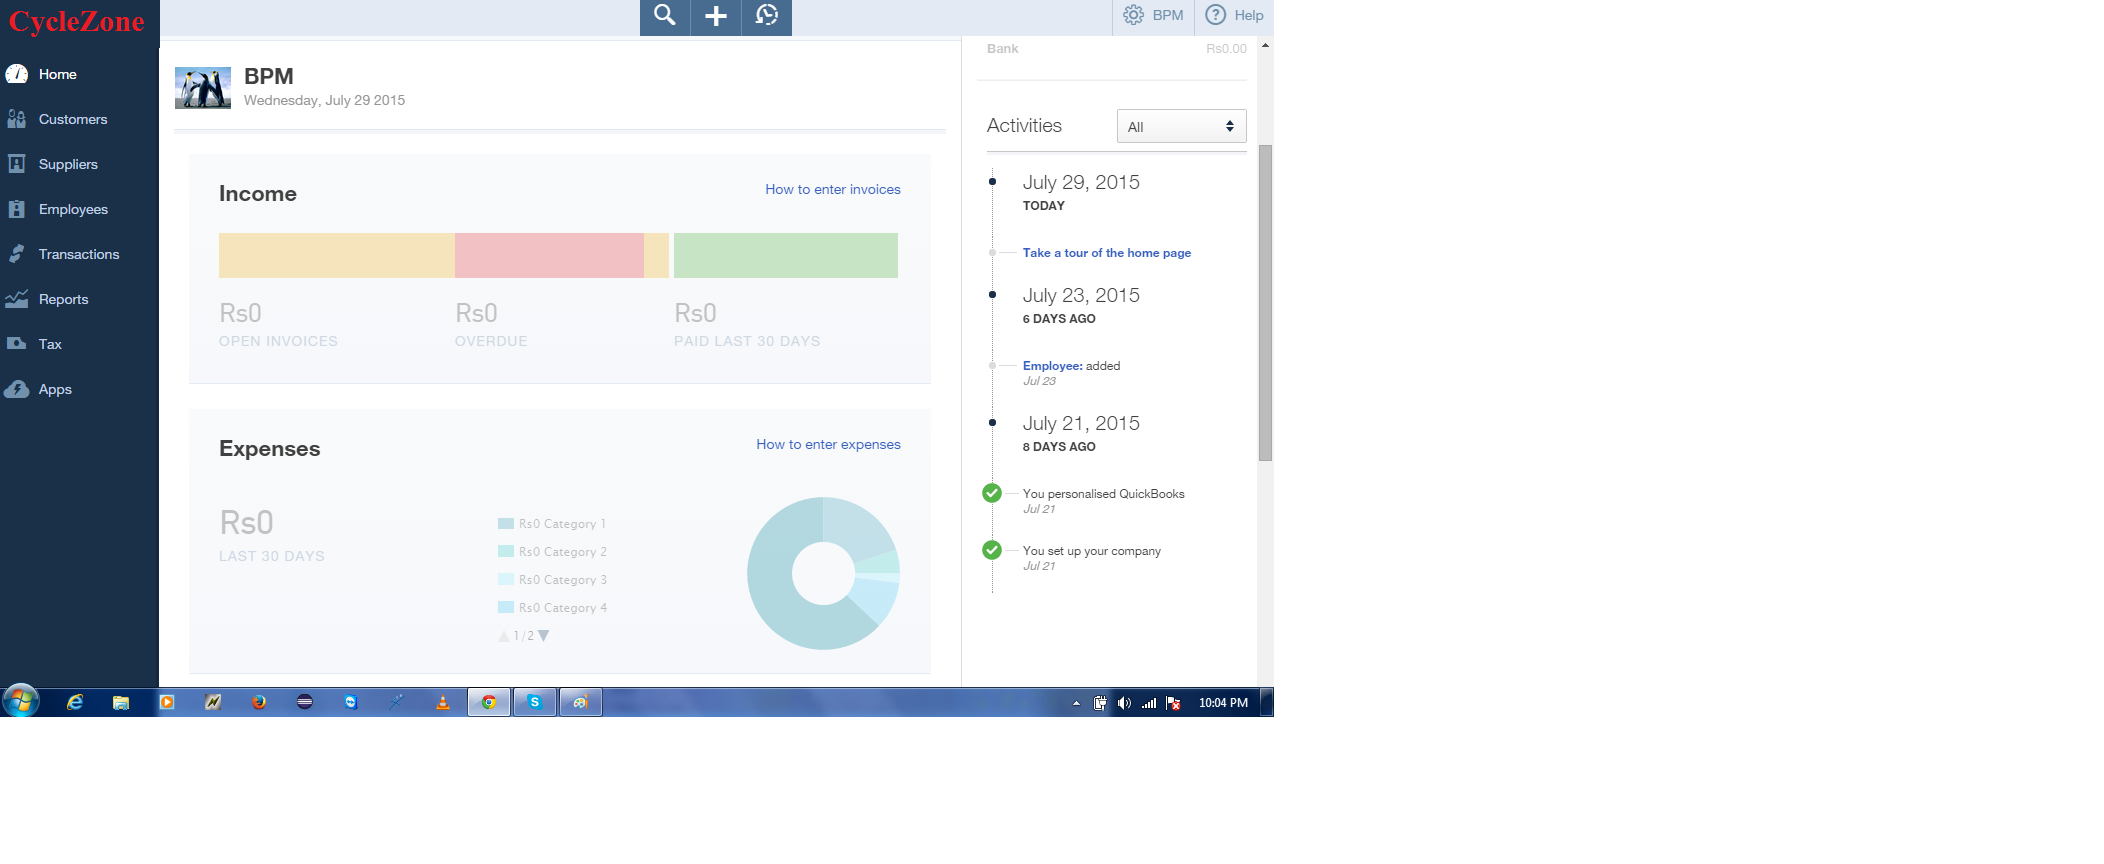 CycleZone
BPM
Help
Home
Customers
Suppliers
Employees
Transactions
Reports
Tax
Apps
BPM
Wednesday, July 29 2015
Income
How to enter invoices
Rs0
OPEN INVOICES
Rs0
OVERDUE
Rs0
PAID LAST 30 DAYS
Expenses
How to enter expenses
Rs0
LAST 30 DAYS
Rs0 Category 1
Rs0 Category 2
Rs0 Category 3
Rs0 Category 4
1/2
Bank Rs0.00
Activities
All
July 29, 2015
TODAY
Take a tour of the home page
July 23, 2015
6 DAYS AGO
Employee: added
Jul 23
July 21, 2015
8 DAYS AGO
You personalised QuickBooks
Jul 21
You set up your company
Jul 21
10:04 PM